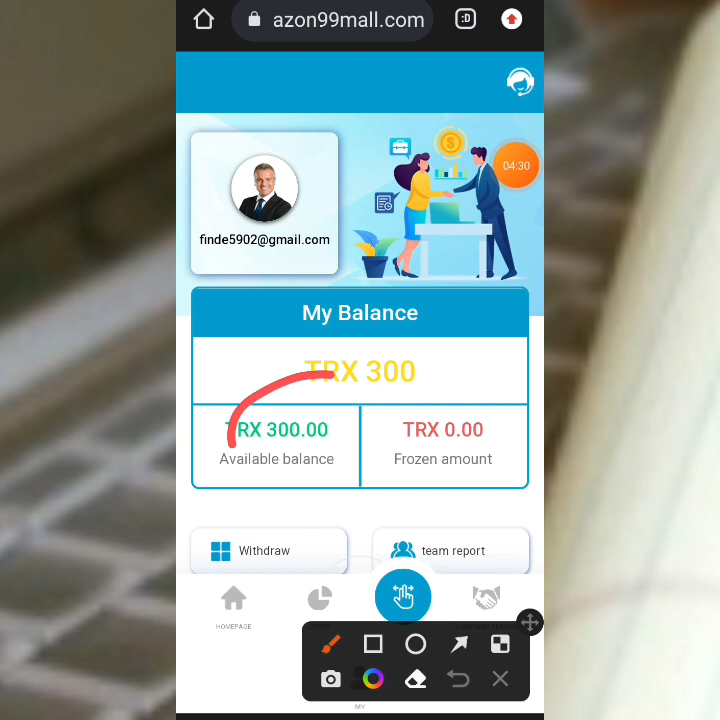 azon99mall.com
:D
04:30
finde5902@gmail.com
My Balance
TRX 300
TRX 300.00
TRX 0.00
Available balance
Frozen amount
Withdraw
team report
HOMEPAGE
MY